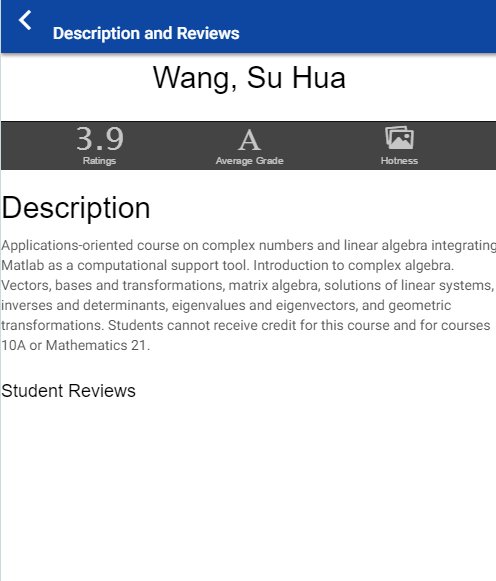 Description and Reviews
Wang, Su Hua
3.9
Ratings
A
Average Grade
Hotness
Description
Applications-oriented course on complex numbers and linear algebra integrating
Matlab as a computational support tool. Introduction to complex algebra.
Vectors, bases and transformations, matrix algebra, solutions of linear systems,
inverses and determinants, eigenvalues and eigenvectors, and geometric
transformations. Students cannot receive credit for this course and for courses
10A or Mathematics 21.
Student Reviews